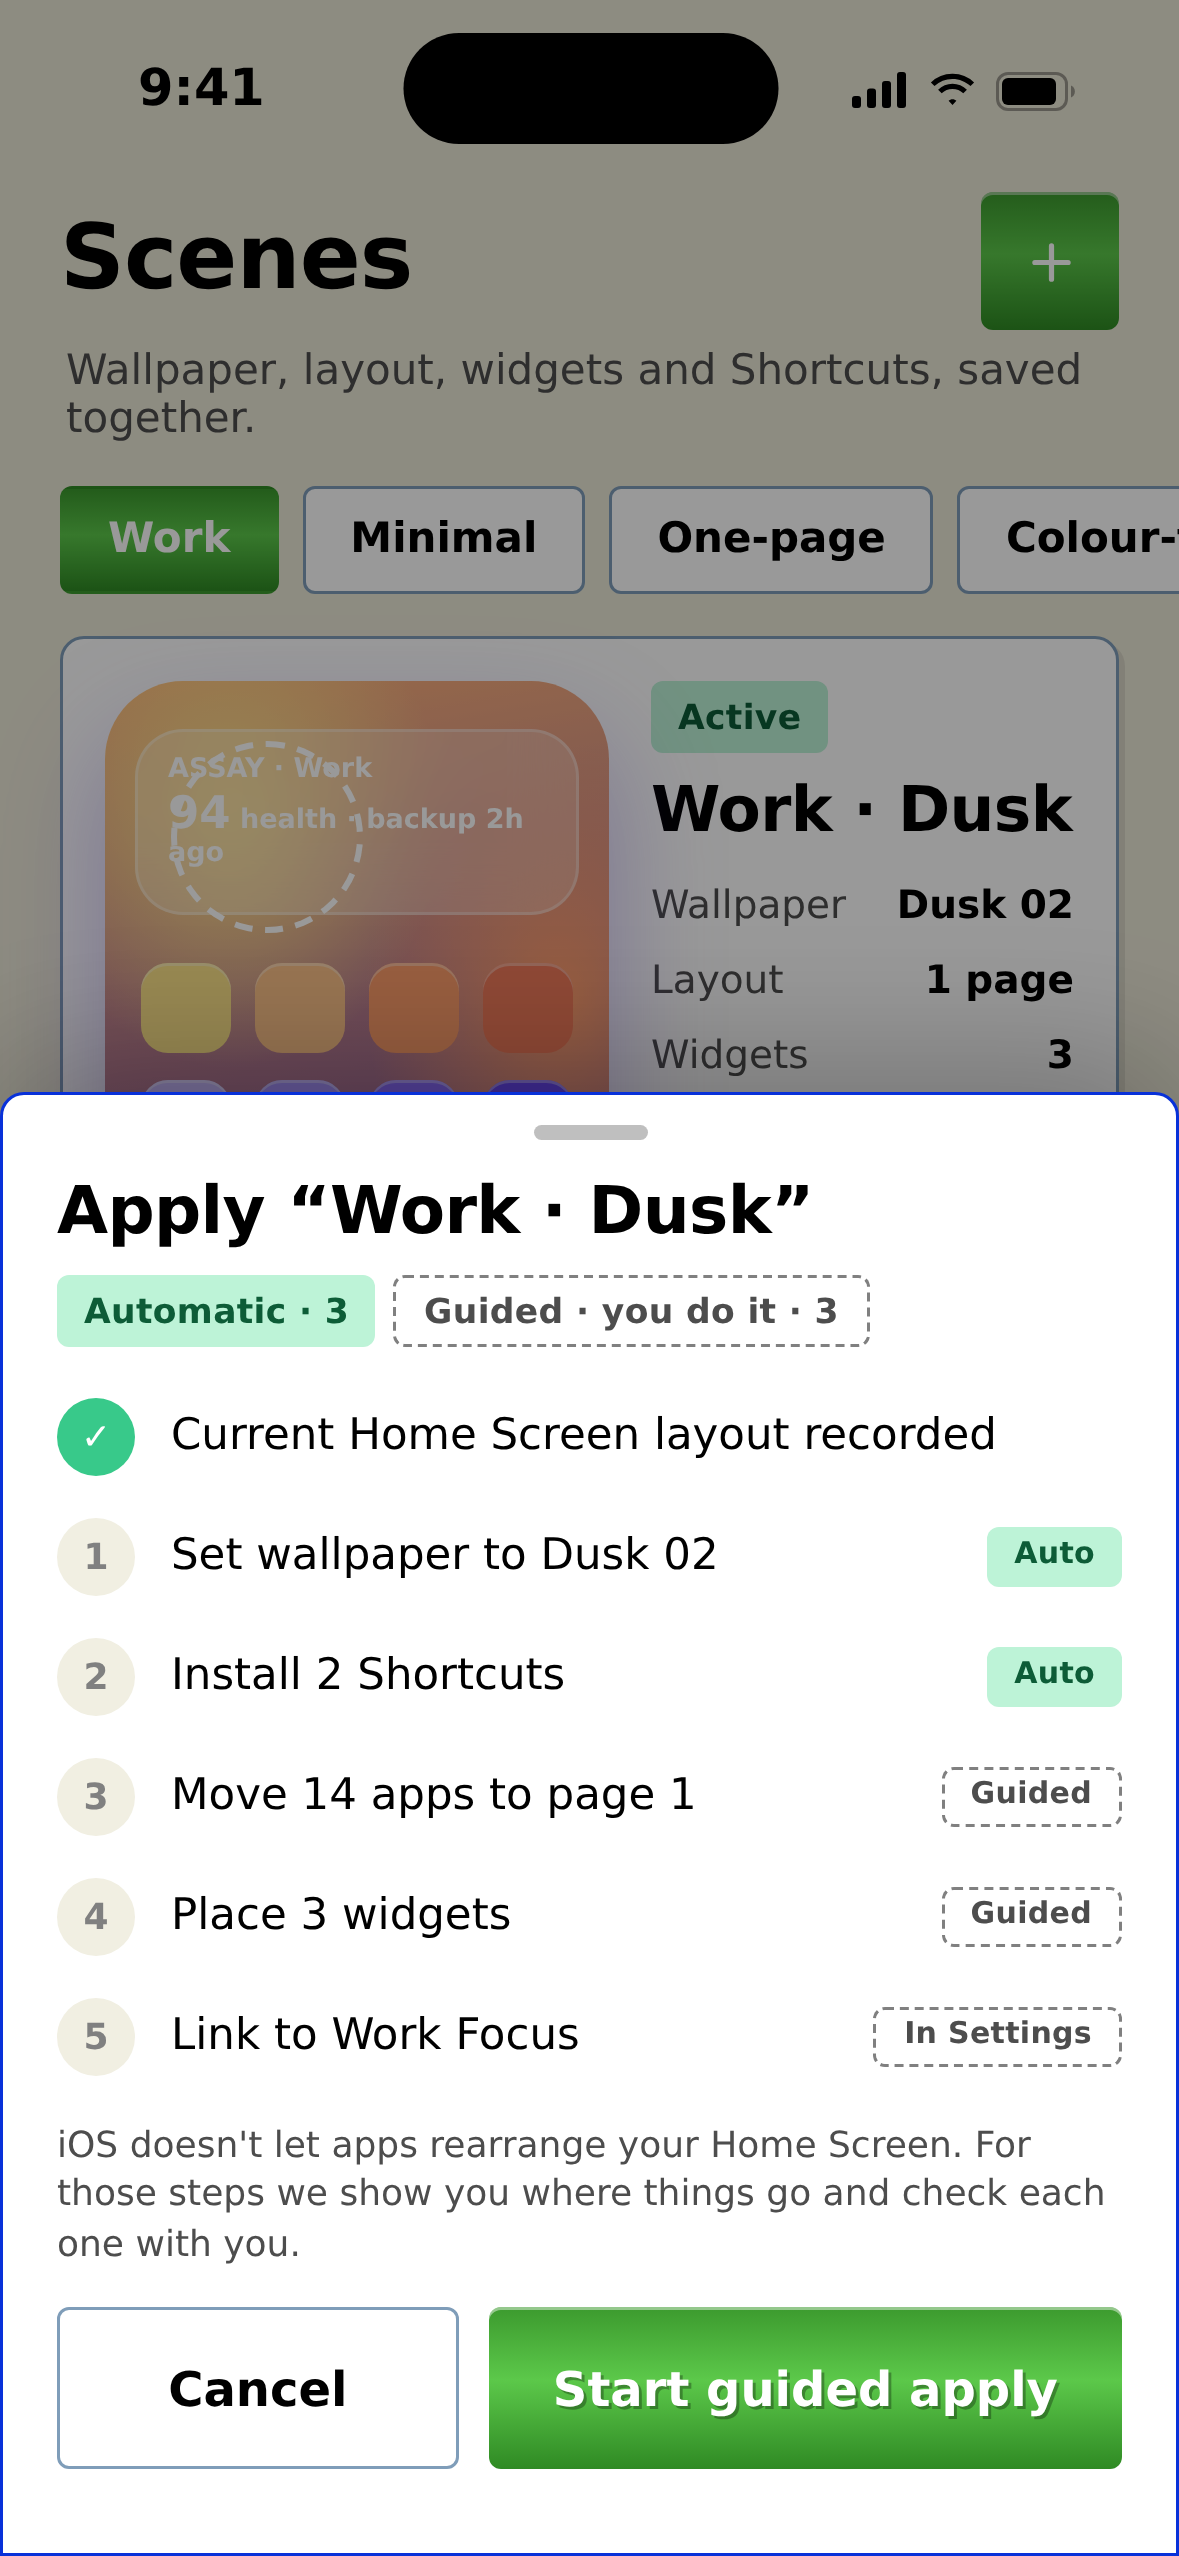 9:41
Scenes
+
Wallpaper, layout, widgets and Shortcuts, saved
together.
Work
Minimal
One-page
Active
ASSAY · Work
94 health · backup 2h
ago
Work · Dusk
Wallpaper Dusk 02
Layout 1 page
Widgets 3
Apply “Work · Dusk”
Automatic · 3
Guided · you do it · 3
✓ Current Home Screen layout recorded
1 Set wallpaper to Dusk 02 Auto
2 Install 2 Shortcuts Auto
3 Move 14 apps to page 1 Guided
4 Place 3 widgets Guided
5 Link to Work Focus In Settings
iOS doesn't let apps rearrange your Home Screen. For
those steps we show you where things go and check each
one with you.
Cancel
Start guided apply